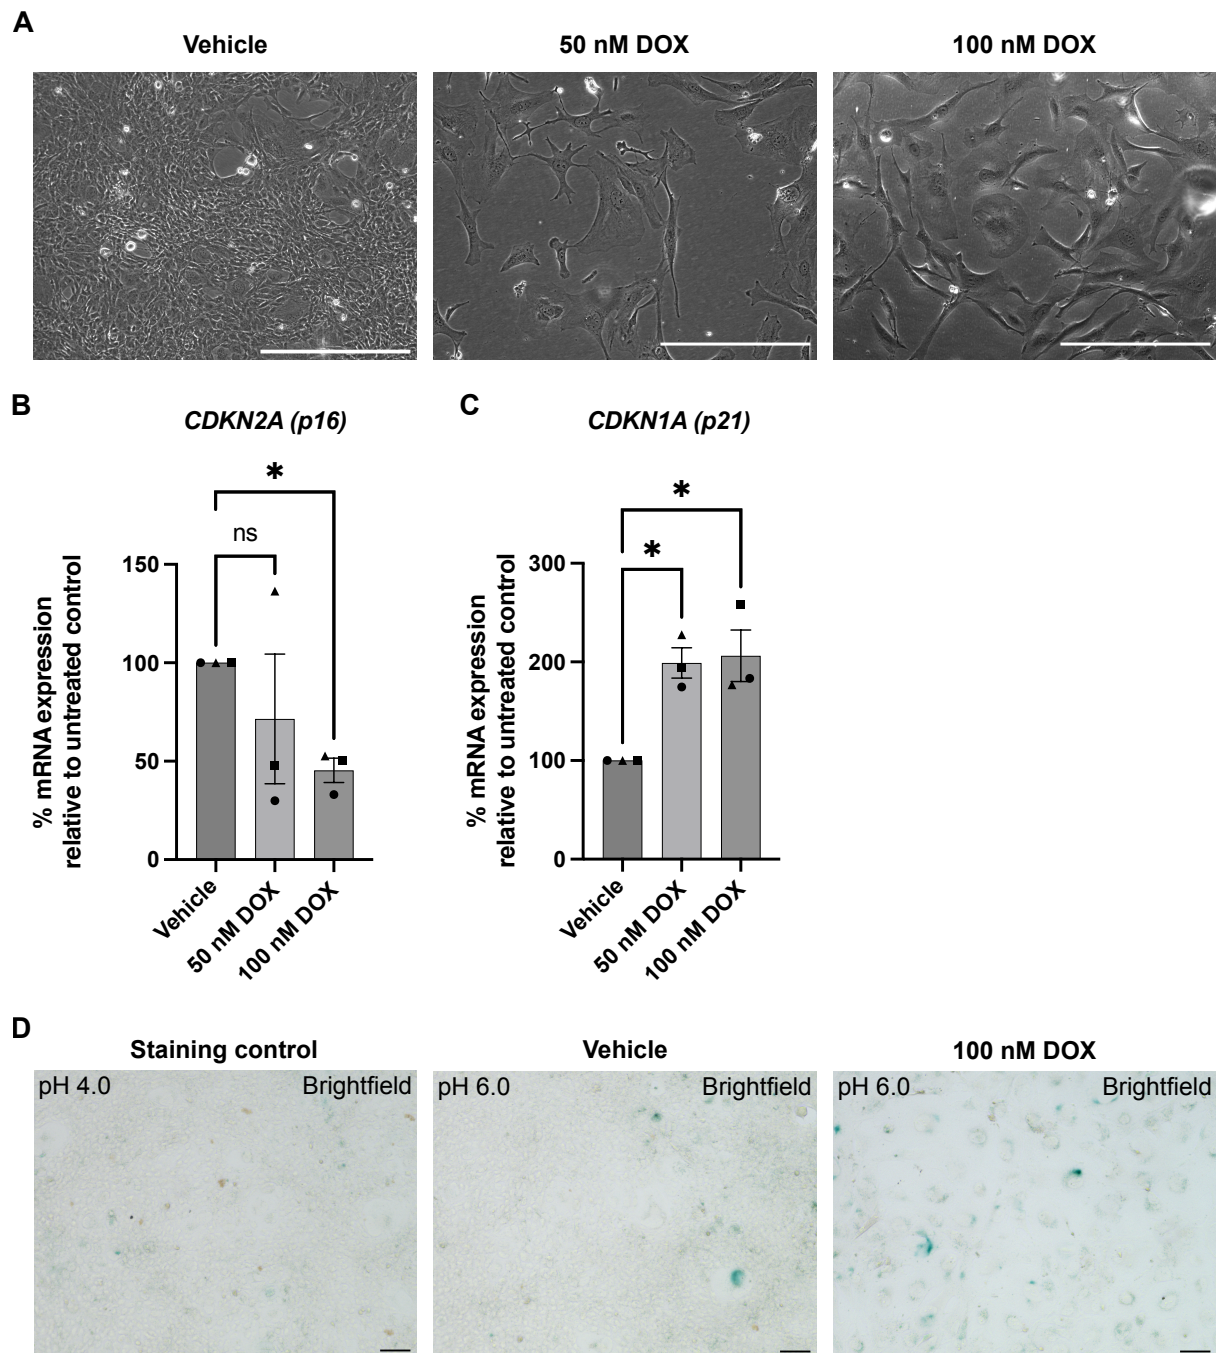 A
Vehicle
50 nM DOX
100 nM DOX
B
CDKN2A (p16)
*
ns
% mRNA expression
relative to untreated control
150
100
50
0
Vehicle
50 nM DOX
100 nM DOX
C
CDKN1A (p21)
*
*
% mRNA expression
relative to untreated control
300
200
100
0
Vehicle
50 nM DOX
100 nM DOX
D
Staining control
Vehicle
100 nM DOX
pH 4.0
Brightfield
pH 6.0
Brightfield
pH 6.0
Brightfield